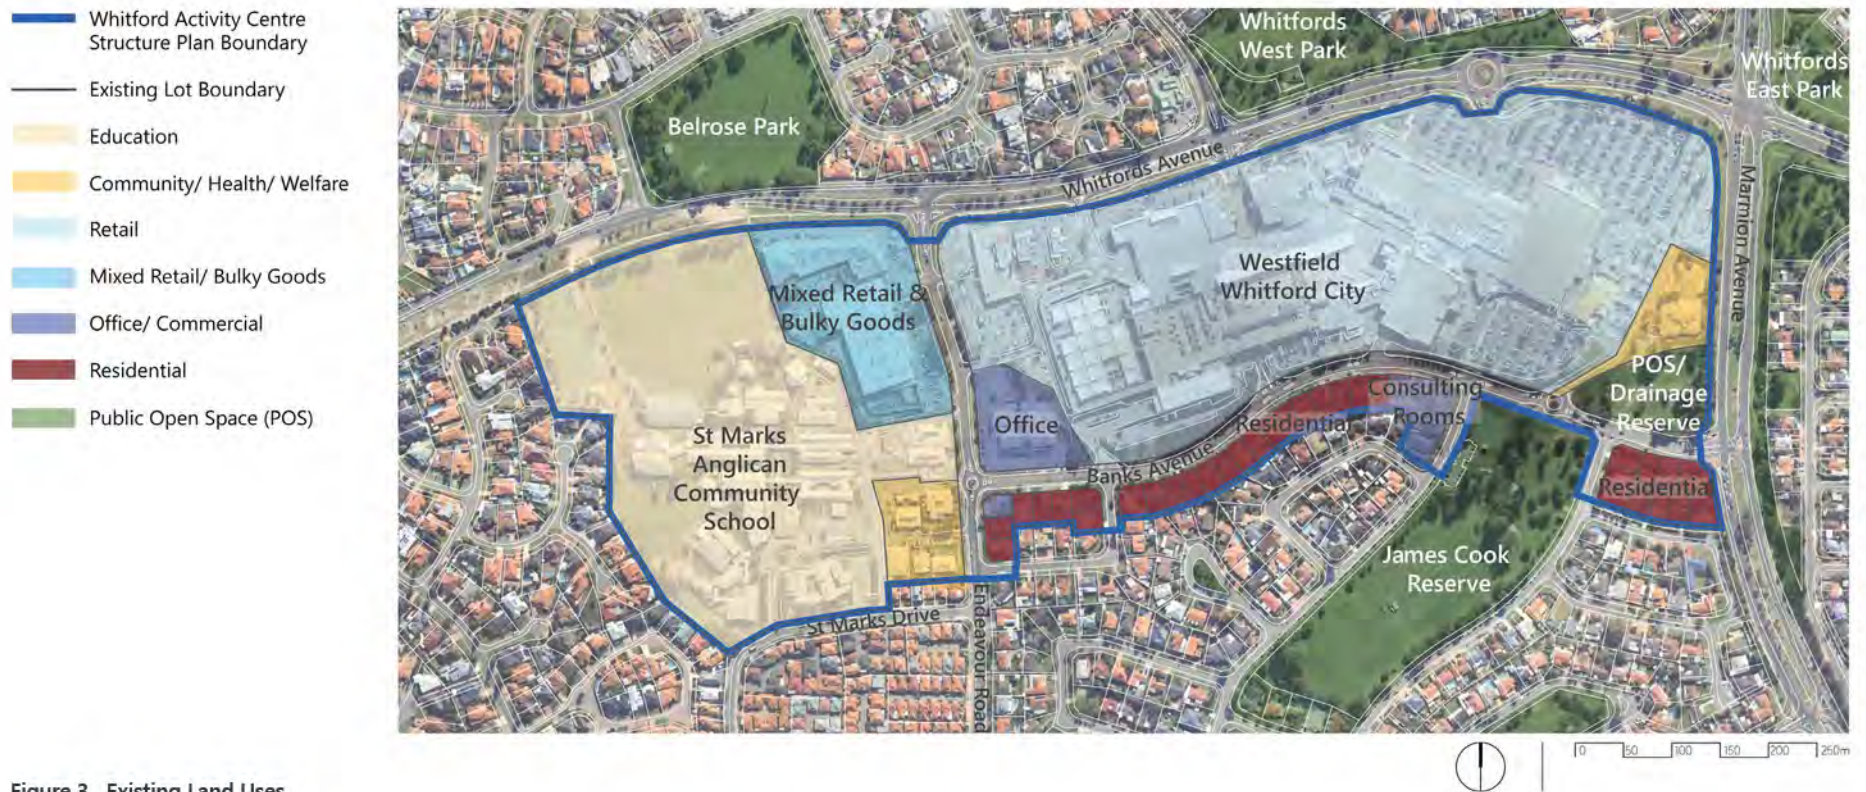 Whitford Activity Centre
Structure Plan Boundary
Existing Lot Boundary
Education
Community/ Health/ Welfare
Retail
Mixed Retail/ Bulky Goods
Office/ Commercial
Residential
Public Open Space (POS)
Whitfords
West Park
Whitfords
East Park
Belrose Park
Whitfords Avenue
Marmion Avenue
Westfield
Whitford City
Mixed Retail &
Bulky Goods
POS/
Drainage
Reserve
Consulting
Rooms
Residential
Office
Banks Avenue
St Marks
Anglican
Community
School
Residential
James Cook
Reserve
St Marks Drive
Endeavour Road
0 50 100 150 200 250m
Figure 3 Existing Land Uses